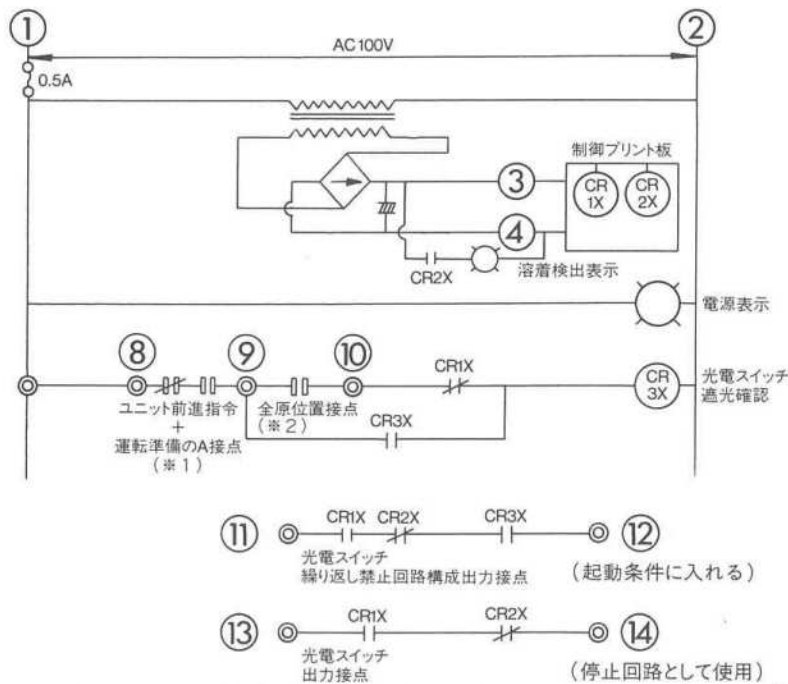 ① ②
AC100V
0.5A
制御プリント板
CR
1X
CR
2X
③
④
CR2X
溶着検出表示
電源表示
⑧ ⑨ ⑩
CR1X
CR
3X
光電スイッチ
遮光確認
ユニット前進指令
+
運転準備のA接点
(※1)
全原位置接点
(※2)
CR3X
⑪ CR1X CR2X CR3X ⑫
光電スイッチ
繰り返し禁止回路構成出力接点
(起動条件に入れる)
⑬ CR1X CR2X ⑭
光電スイッチ
出力接点
(停止回路として使用)